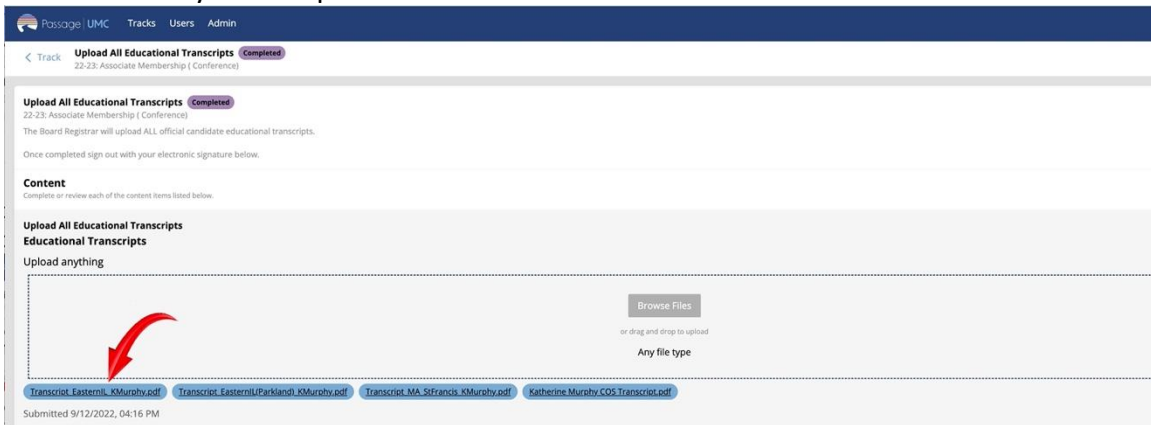 Passage | UMC Tracks Users Admin
< Track Upload All Educational Transcripts Completed
22-23: Associate Membership ( Conference)
Upload All Educational Transcripts Completed
22-23: Associate Membership ( Conference)
The Board Registrar will upload ALL official candidate educational transcripts.
Once completed sign out with your electronic signature below.
Content
Complete or review each of the content items listed below.
Upload All Educational Transcripts
Educational Transcripts
Upload anything
Browse Files
or drag and drop to upload
Any file type
Transcript_EasternIL_KMurphy.pdf Transcript_EasternIL(Parkland)_KMurphy.pdf Transcript_MA_StFrancis_KMurphy.pdf Katherine Murphy COS Transcript.pdf
Submitted 9/12/2022, 04:16 PM